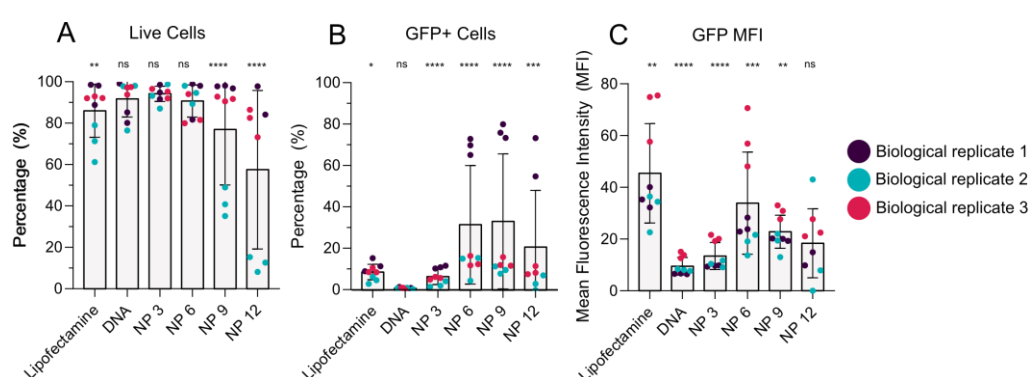 A
Live Cells
** ns ns ns **** ****
Percentage (%)
100
80
60
40
20
0
Lipofectamine
DNA
NP 3
NP 6
NP 9
NP 12
B
GFP+ Cells
* ns **** **** **** ***
Percentage (%)
100
80
60
40
20
0
Lipofectamine
DNA
NP 3
NP 6
NP 9
NP 12
C
GFP MFI
** **** **** *** ** ns
Mean Fluorescence Intensity (MFI)
80
60
40
20
0
Lipofectamine
DNA
NP 3
NP 6
NP 9
NP 12
Biological replicate 1
Biological replicate 2
Biological replicate 3